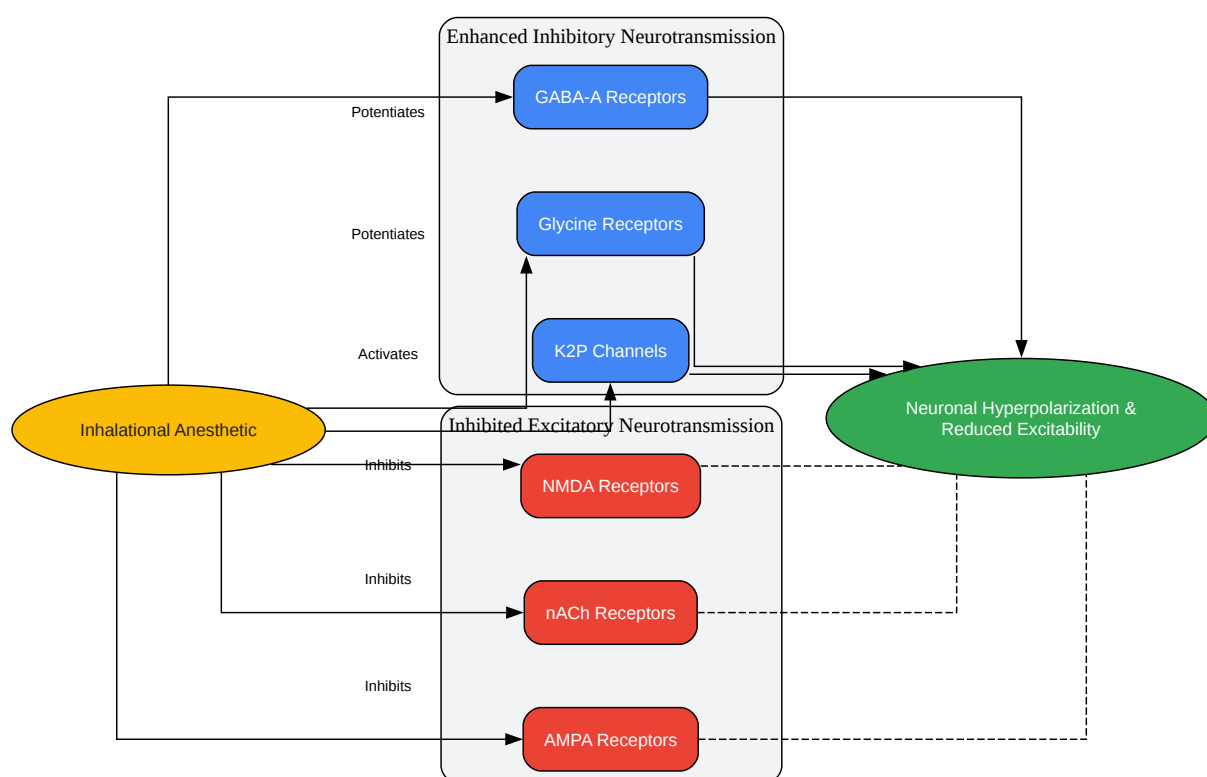 Enhanced Inhibitory Neurotransmission
GABA-A Receptors
Potentiates
Glycine Receptors
Potentiates
K2P Channels
Activates
Inhalational Anesthetic
Neuronal Hyperpolarization &
Reduced Excitability
Inhibited Excitatory Neurotransmission
Inhibits
NMDA Receptors
Inhibits
nACh Receptors
Inhibits
AMPA Receptors